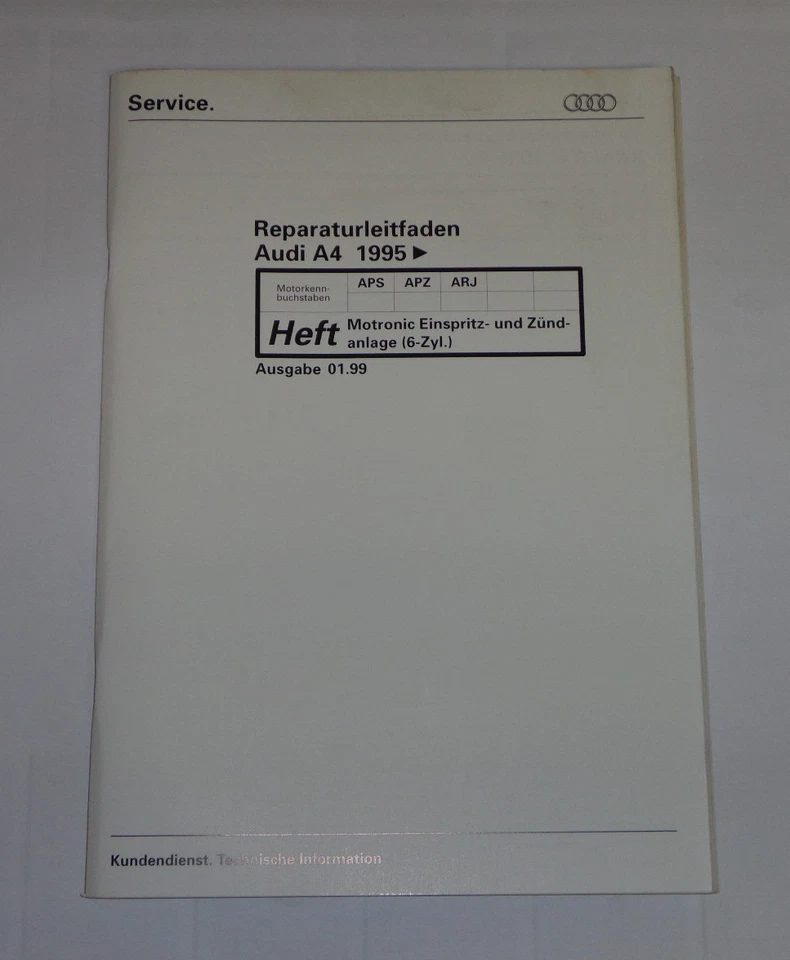 Service.
Reparaturleitfaden
Audi A4 1995 ►
Motorkenn-
buchstaben
APS APZ ARJ
Heft
Motronic Einspritz- und Zünd-
anlage (6-Zyl.)
Ausgabe 01.99
Kundendienst. Technische Information